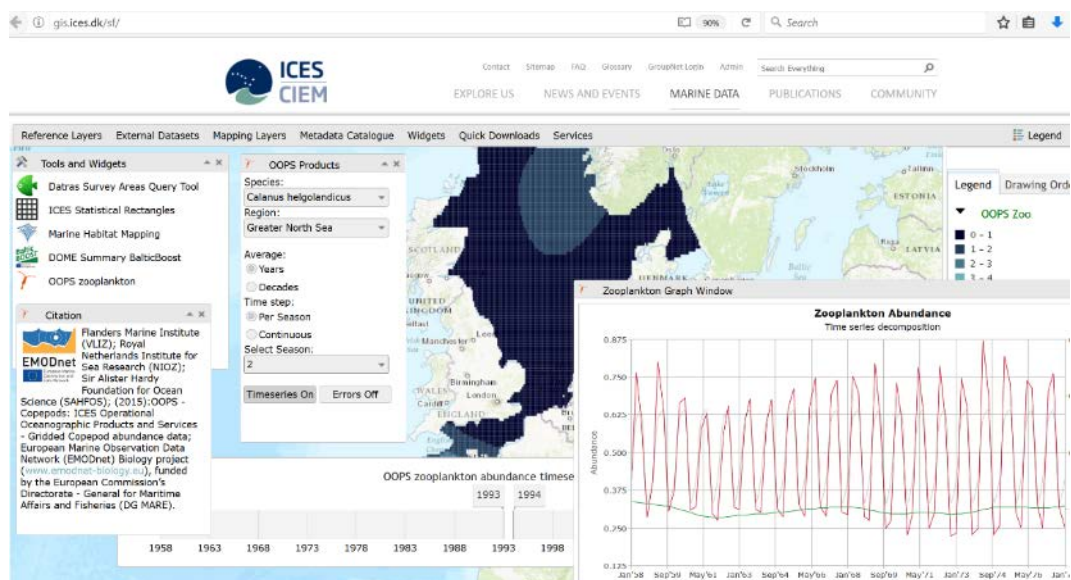 gis.ices.dk/sf/
90%
Search
ICES
CIEM
Contact Sitemap FAQ Glossary GroupNet Login Admin
Search Everything
EXPLORE US NEWS AND EVENTS MARINE DATA PUBLICATIONS COMMUNITY
Reference Layers External Datasets Mapping Layers Metadata Catalogue Widgets Quick Downloads Services
Legend
Tools and Widgets
Datras Survey Areas Query Tool
ICES Statistical Rectangles
Marine Habitat Mapping
DOME Summary BalticBoost
OOPS zooplankton
Citation
Flanders Marine Institute
(VLIZ); Royal
Netherlands Institute for
Sea Research (NIOZ);
Sir Alister Hardy
Foundation for Ocean
Science (SAHFOS); (2015):OOPS -
Copepods: ICES Operational
Oceanographic Products and Services
- Gridded Copepod abundance data;
European Marine Observation Data
Network (EMODnet) Biology project
(www.emodnet-biology.eu), funded
by the European Commission's
Directorate - General for Maritime
Affairs and Fisheries (DG MARE).
EMODnet
OOPS Products
Species:
Calanus helgolandicus
Region:
Greater North Sea
Average:
Years
Decades
Time step:
Per Season
Continuous
Select Season:
2
Timeseries On Errors Off
Oslo
Stockholm
Tallinn
ESTONIA
Riga
LATVIA
Baltic
Sea
DENMARK
SCOTLAND
UNITED
KINGDOM
Manchester
Birmingham
WALES
London
Cardiff
ENGLAND
Legend Drawing Orde
OOPS Zoo
0 - 1
1 - 2
2 - 3
3 - 4
OOPS zooplankton abundance timese
1993 1994
1958 1963 1968 1973 1978 1983 1988 1993 1998
Zooplankton Graph Window
Zooplankton Abundance
Time series decomposition
Abundance
0.875
0.750
0.625
0.500
0.375
0.250
0.125
Jan'58 Sep'59 May'61 Jan'63 Sep'64 May'66 Jan'68 Sep'69 May'71 Jan'73 Sep'74 May'76